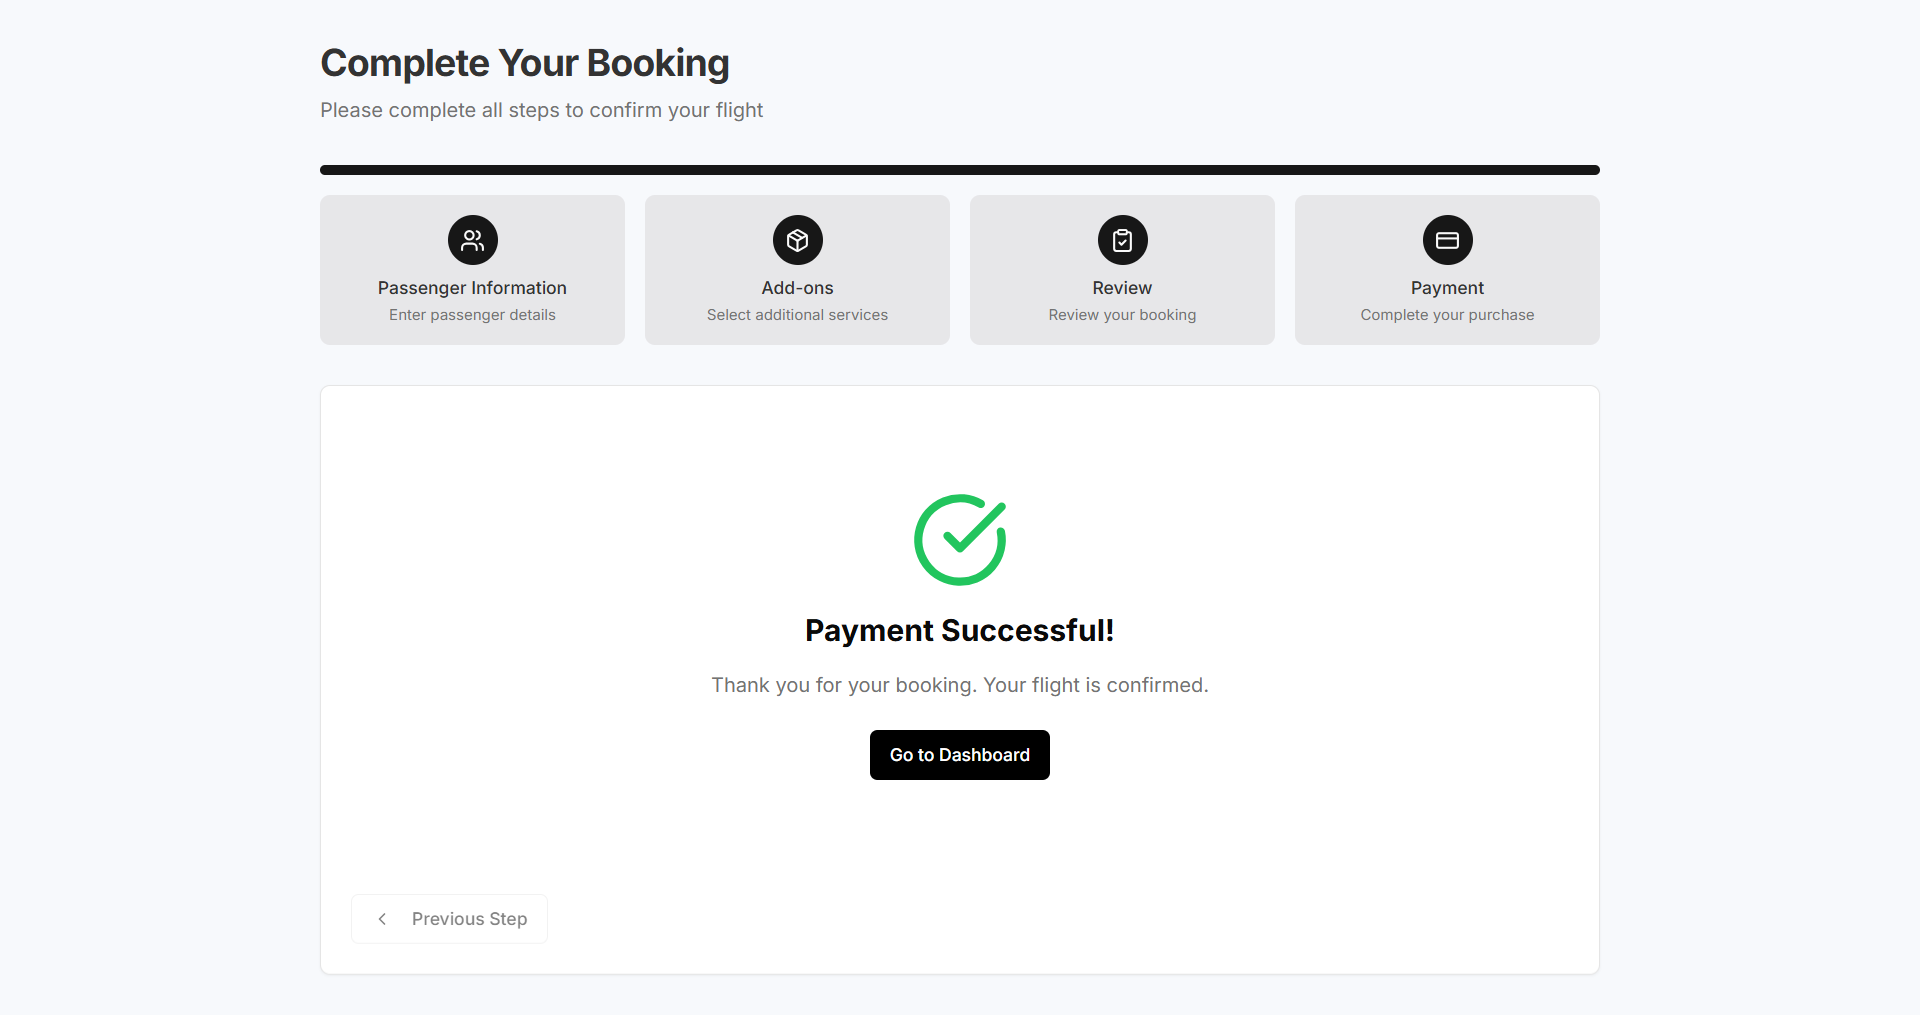 Complete Your Booking
Please complete all steps to confirm your flight
Passenger Information
Enter passenger details
Add-ons
Select additional services
Review
Review your booking
Payment
Complete your purchase
Payment Successful!
Thank you for your booking. Your flight is confirmed.
Go to Dashboard
Previous Step